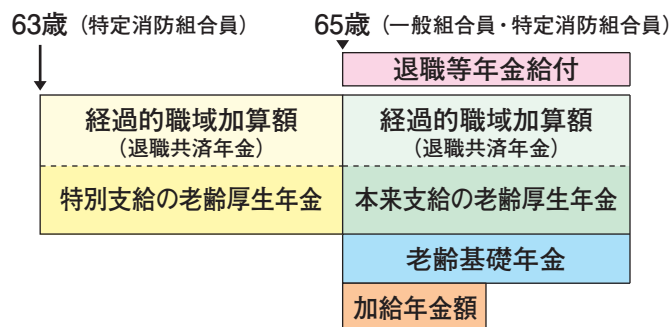 63歳（特定消防組合員）
65歳（一般組合員・特定消防組合員）
退職等年金給付
経過的職域加算額
（退職共済年金）
経過的職域加算額
（退職共済年金）
特別支給の老齢厚生年金
本来支給の老齢厚生年金
老齢基礎年金
加給年金額